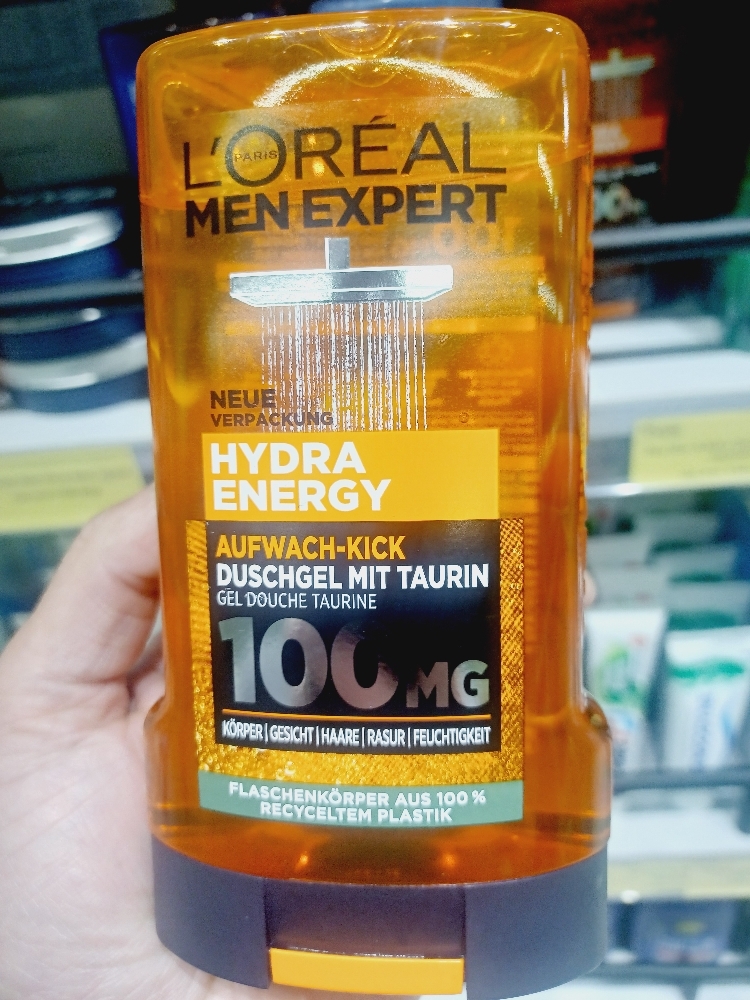 L'ORÉAL
PARIS
MEN EXPERT
NEUE
VERPACKUNG
HYDRA
ENERGY
AUFWACH-KICK
DUSCHGEL MIT TAURIN
GEL DOUCHE TAURINE
100MG
KÖRPER | GESICHT | HAARE | RASUR | FEUCHTIGKEIT
FLASCHENKÖRPER AUS 100 %
RECYCELTEM PLASTIK